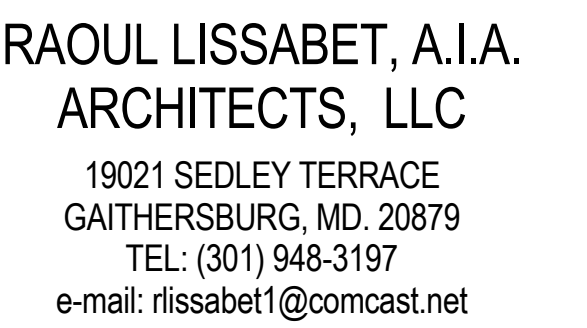 RAOUL LISSABET, A.I.A.
ARCHITECTS, LLC
19021 SEDLEY TERRACE
GAITHERSBURG, MD. 20879
TEL: (301) 948-3197
e-mail: rlissabet1@comcast.net